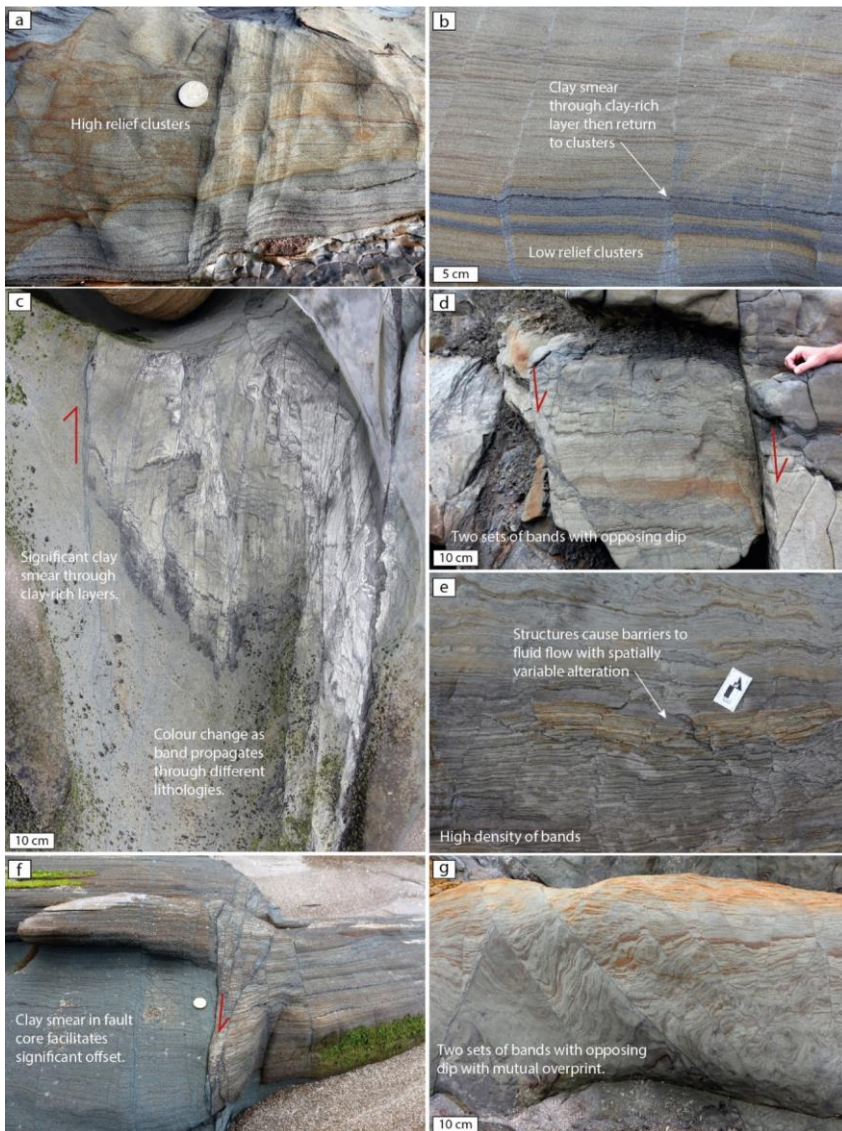 a
High relief clusters
b
Clay smear
through clay-rich
layer then return
to clusters
Low relief clusters
5 cm
c
Significant clay
smear through
clay-rich layers.
Colour change as
band propagates
through different
lithologies.
10 cm
d
Two sets of bands with opposing dip
10 cm
e
Structures cause barriers to
fluid flow with spatially
variable alteration
High density of bands
f
Clay smear in fault
core facilitates
significant offset.
g
Two sets of bands with opposing
dip with mutual overprint.
10 cm